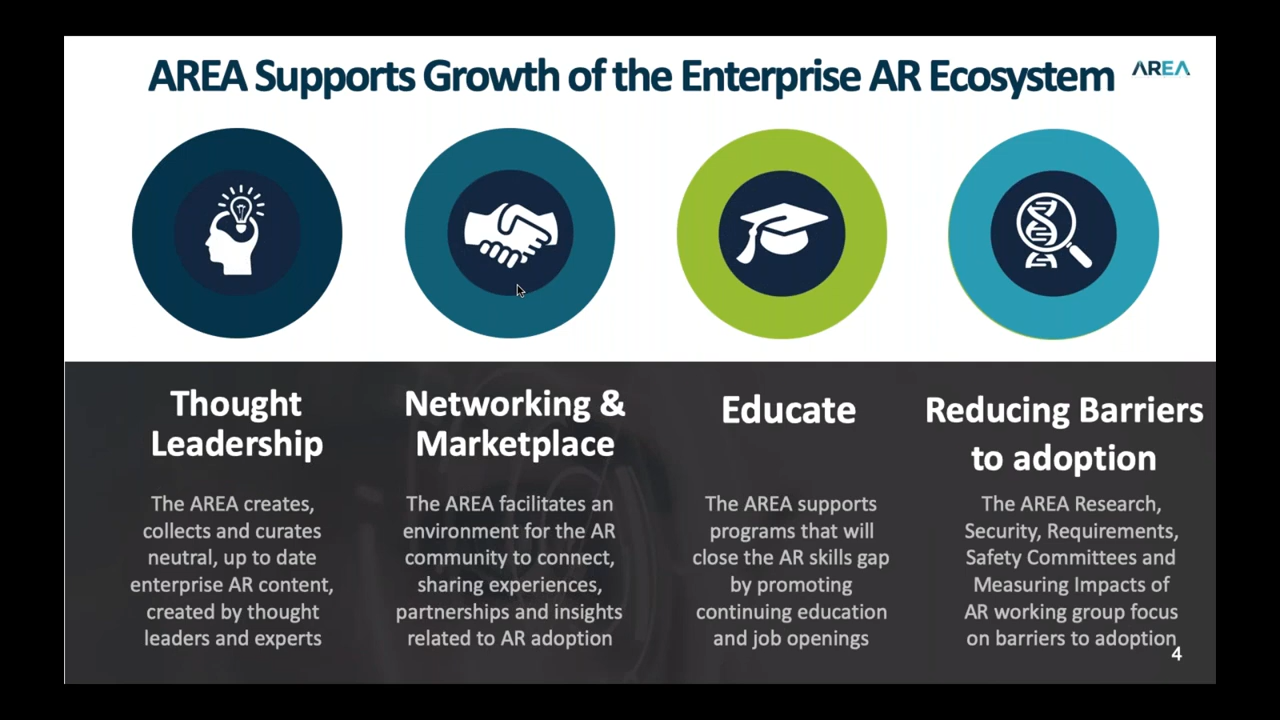 AREA Supports Growth of the Enterprise AR Ecosystem
AREA
Thought
Leadership
The AREA creates,
collects and curates
neutral, up to date
enterprise AR content,
created by thought
leaders and experts
Networking &
Marketplace
The AREA facilitates an
environment for the AR
community to connect,
sharing experiences,
partnerships and insights
related to AR adoption
Educate
The AREA supports
programs that will
close the AR skills gap
by promoting
continuing education
and job openings
Reducing Barriers
to adoption
The AREA Research,
Security, Requirements,
Safety Committees and
Measuring Impacts of
AR working group focus
on barriers to adoption
4